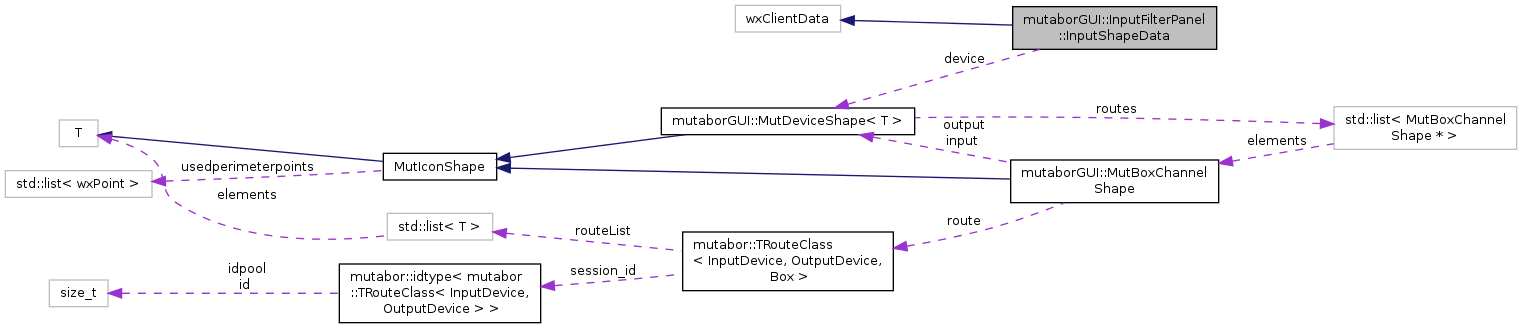 wxClientData
mutaborGUI::InputFilterPanel
::InputShapeData
device
mutaborGUI::MutDeviceShape< T >
routes
std::list< MutBoxChannel
Shape * >
output
input
elements
T
MutIconShape
usedperimeterpoints
std::list< wxPoint >
elements
mutaborGUI::MutBoxChannel
Shape
std::list< T >
routeList
route
mutabor::TRouteClass
< InputDevice, OutputDevice,
Box >
session_id
idpool
id
size_t
mutabor::idtype< mutabor
::TRouteClass< InputDevice,
OutputDevice > >